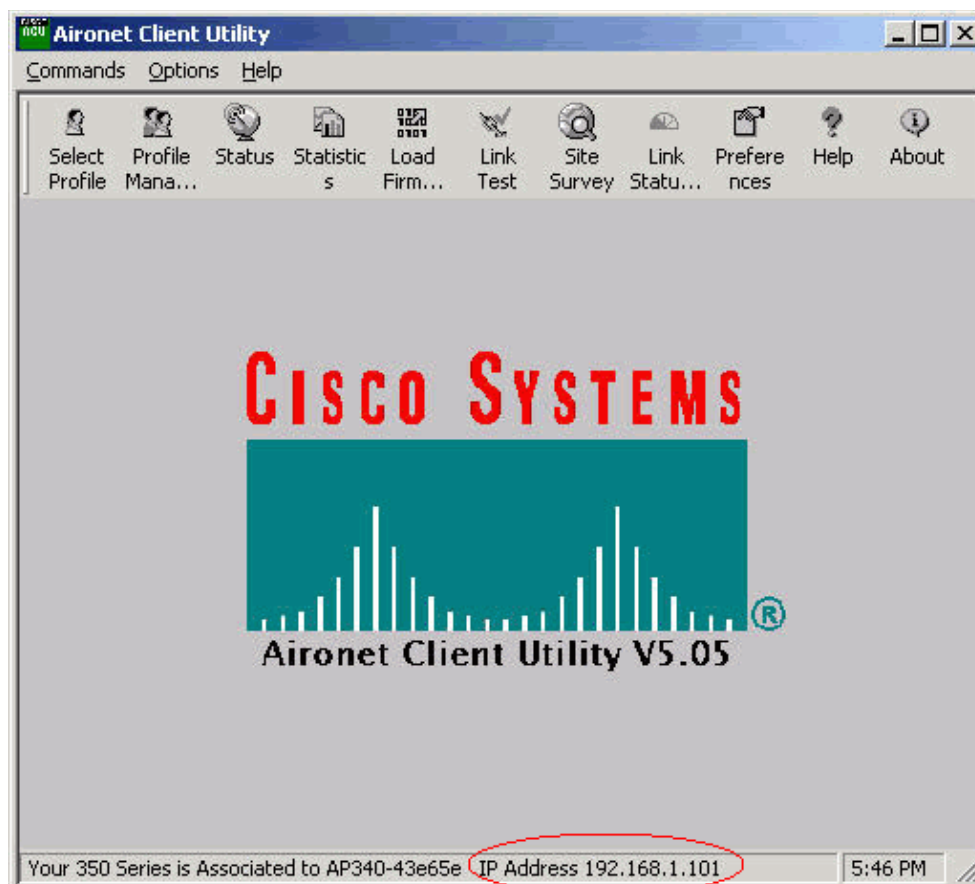 Aironet Client Utility
Commands Options Help
Select Profile
Profile Mana...
Status
Statistic s
Load Firm...
Link Test
Site Survey
Link Statu...
Prefere nces
Help
About
CISCO SYSTEMS
®
Aironet Client Utility V5.05
Your 350 Series is Associated to AP340-43e65e IP Address 192.168.1.101 5:46 PM